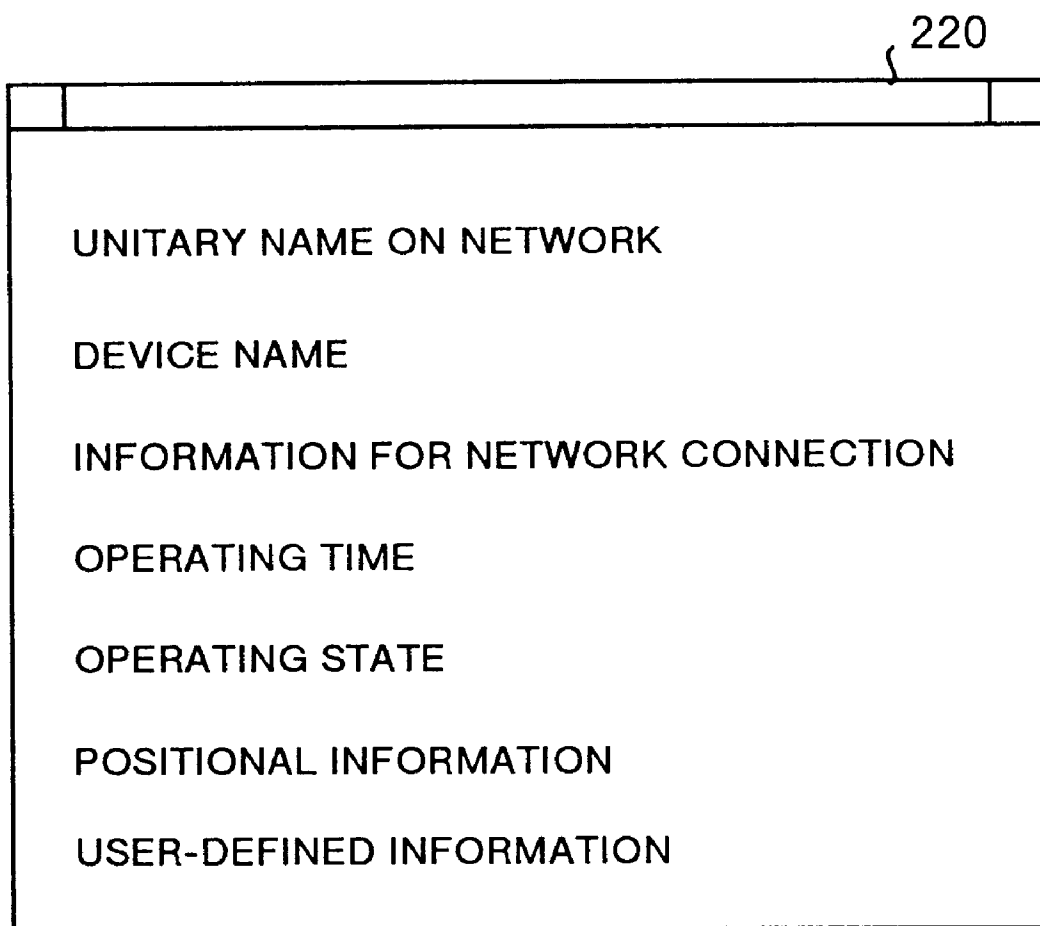 220
UNITARY NAME ON NETWORK
DEVICE NAME
INFORMATION FOR NETWORK CONNECTION
OPERATING TIME
OPERATING STATE
POSITIONAL INFORMATION
USER-DEFINED INFORMATION